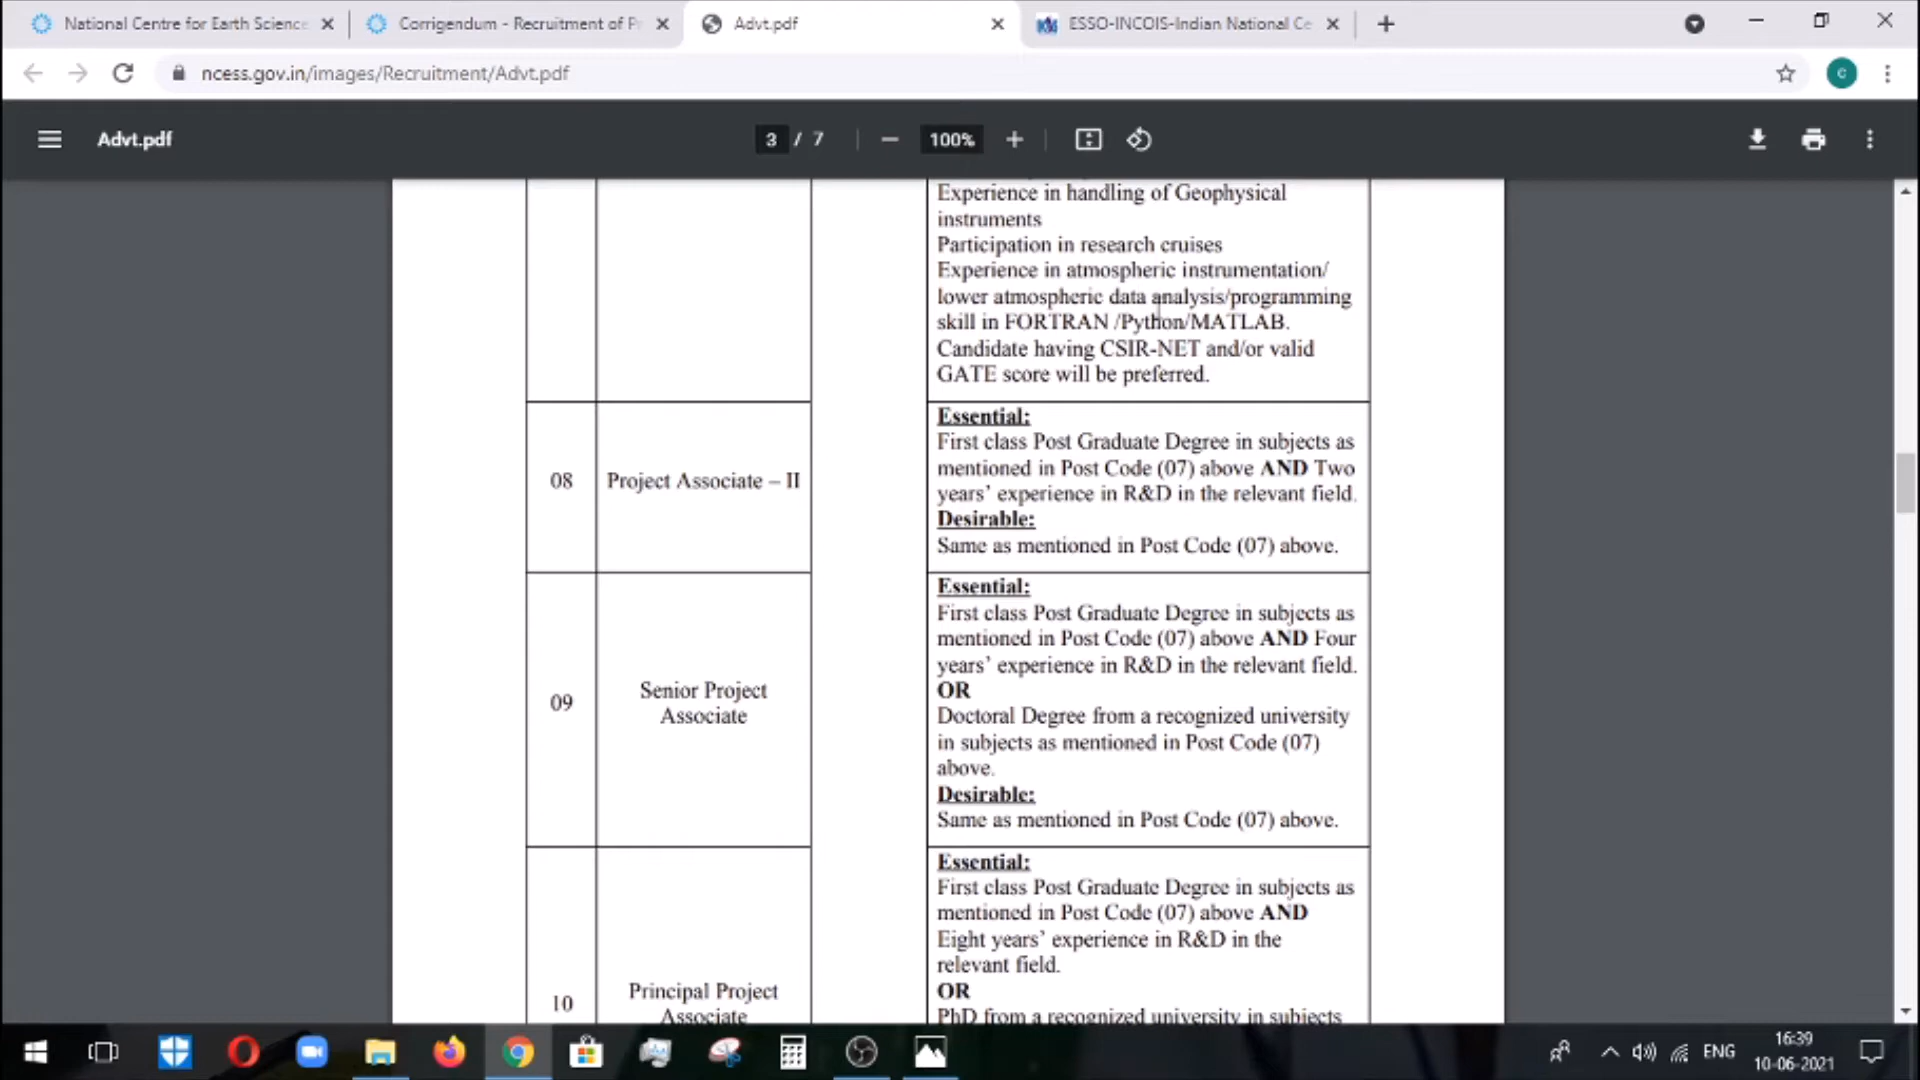 National Centre for Earth Science
Corrigendum - Recruitment of Pr
Advt.pdf
ESSO-INCOIS-Indian National Ce
ncess.gov.in/images/Recruitment/Advt.pdf
C
Advt.pdf
3 / 7
100%
Experience in handling of Geophysical
instruments
Participation in research cruises
Experience in atmospheric instrumentation/
lower atmospheric data analysis/programming
skill in FORTRAN /Python/MATLAB.
Candidate having CSIR-NET and/or valid
GATE score will be preferred.
08
Project Associate – II
Essential:
First class Post Graduate Degree in subjects as
mentioned in Post Code (07) above AND Two
years' experience in R&D in the relevant field.
Desirable:
Same as mentioned in Post Code (07) above.
09
Senior Project
Associate
Essential:
First class Post Graduate Degree in subjects as
mentioned in Post Code (07) above AND Four
years' experience in R&D in the relevant field.
OR
Doctoral Degree from a recognized university
in subjects as mentioned in Post Code (07)
above.
Desirable:
Same as mentioned in Post Code (07) above.
10
Principal Project
Associate
Essential:
First class Post Graduate Degree in subjects as
mentioned in Post Code (07) above AND
Eight years' experience in R&D in the
relevant field.
OR
PhD from a recognized university in subjects
ENG
16:39
10-06-2021